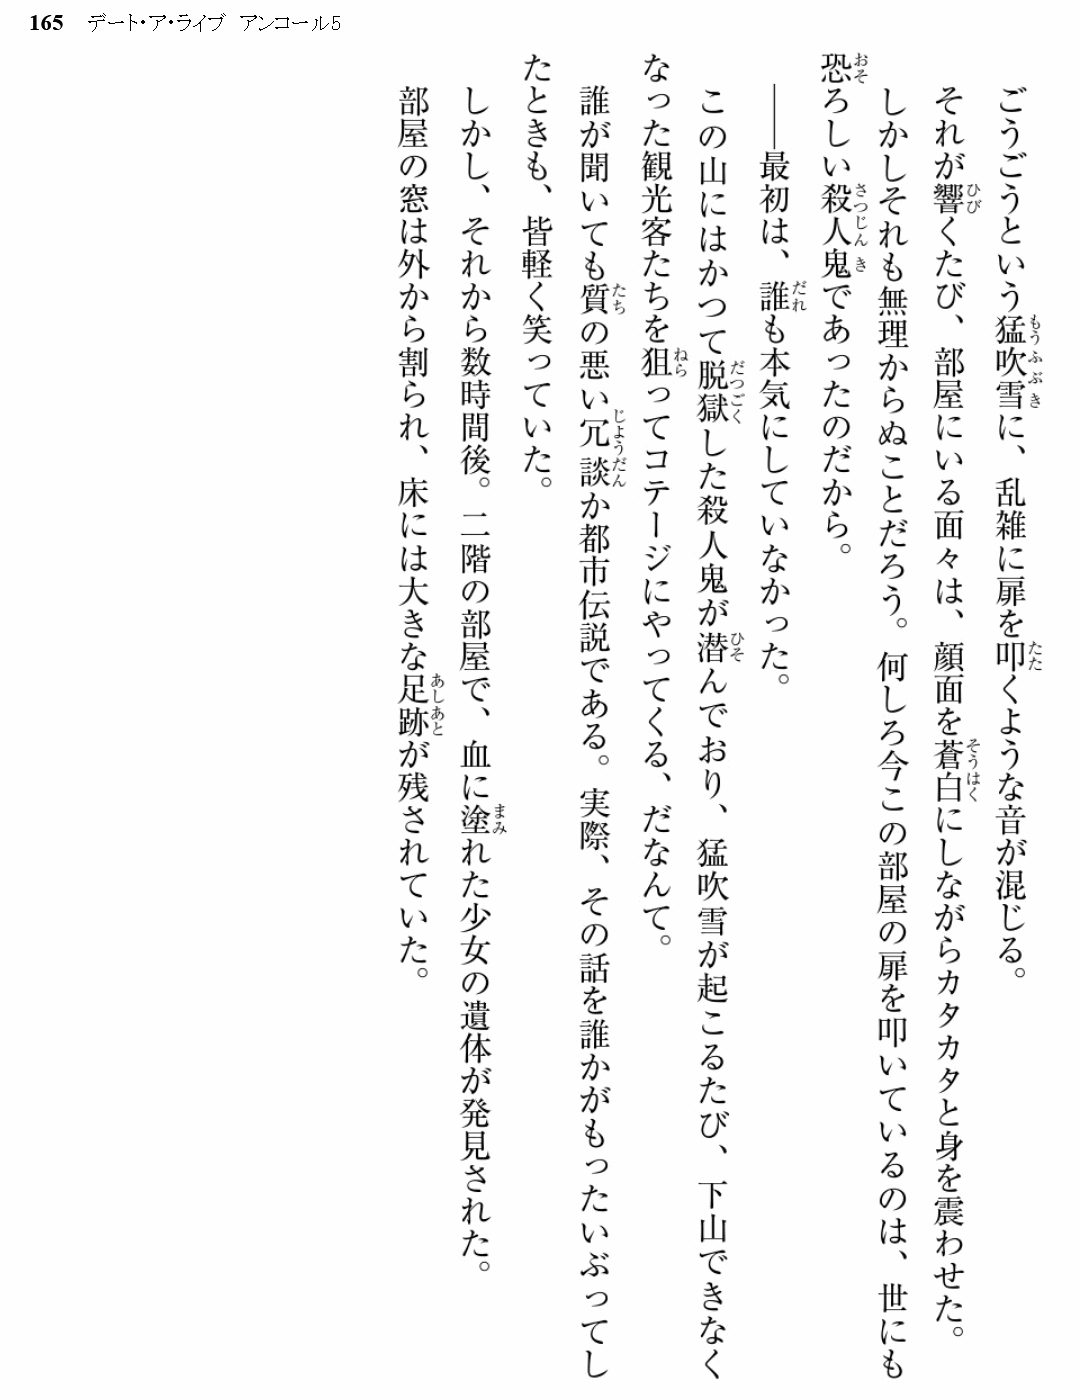 165 デート・ア・ライブ アンコール5
ごうごうという猛吹雪に、乱雑に扉を叩くような音が混じる。
それが響くたび、部屋にいる面々は、顔面を蒼白にしながらカタカタと身を震わせた。
しかしそれも無理からぬことだろう。何しろ今この部屋の扉を叩いているのは、世にも
恐ろしい殺人鬼であったのだから。
――最初は、誰も本気にしていなかった。
この山にはかつて脱獄した殺人鬼が潜んでおり、猛吹雪が起こるたび、下山できなく
なった観光客たちを狙ってコテージにやってくる、だなんて。
誰が聞いても質の悪い冗談か都市伝説である。実際、その話を誰かがもったいぶってし
たときも、皆軽く笑っていた。
しかし、それから数時間後。二階の部屋で、血に塗れた少女の遺体が発見された。
部屋の窓は外から割られ、床には大きな足跡が残されていた。